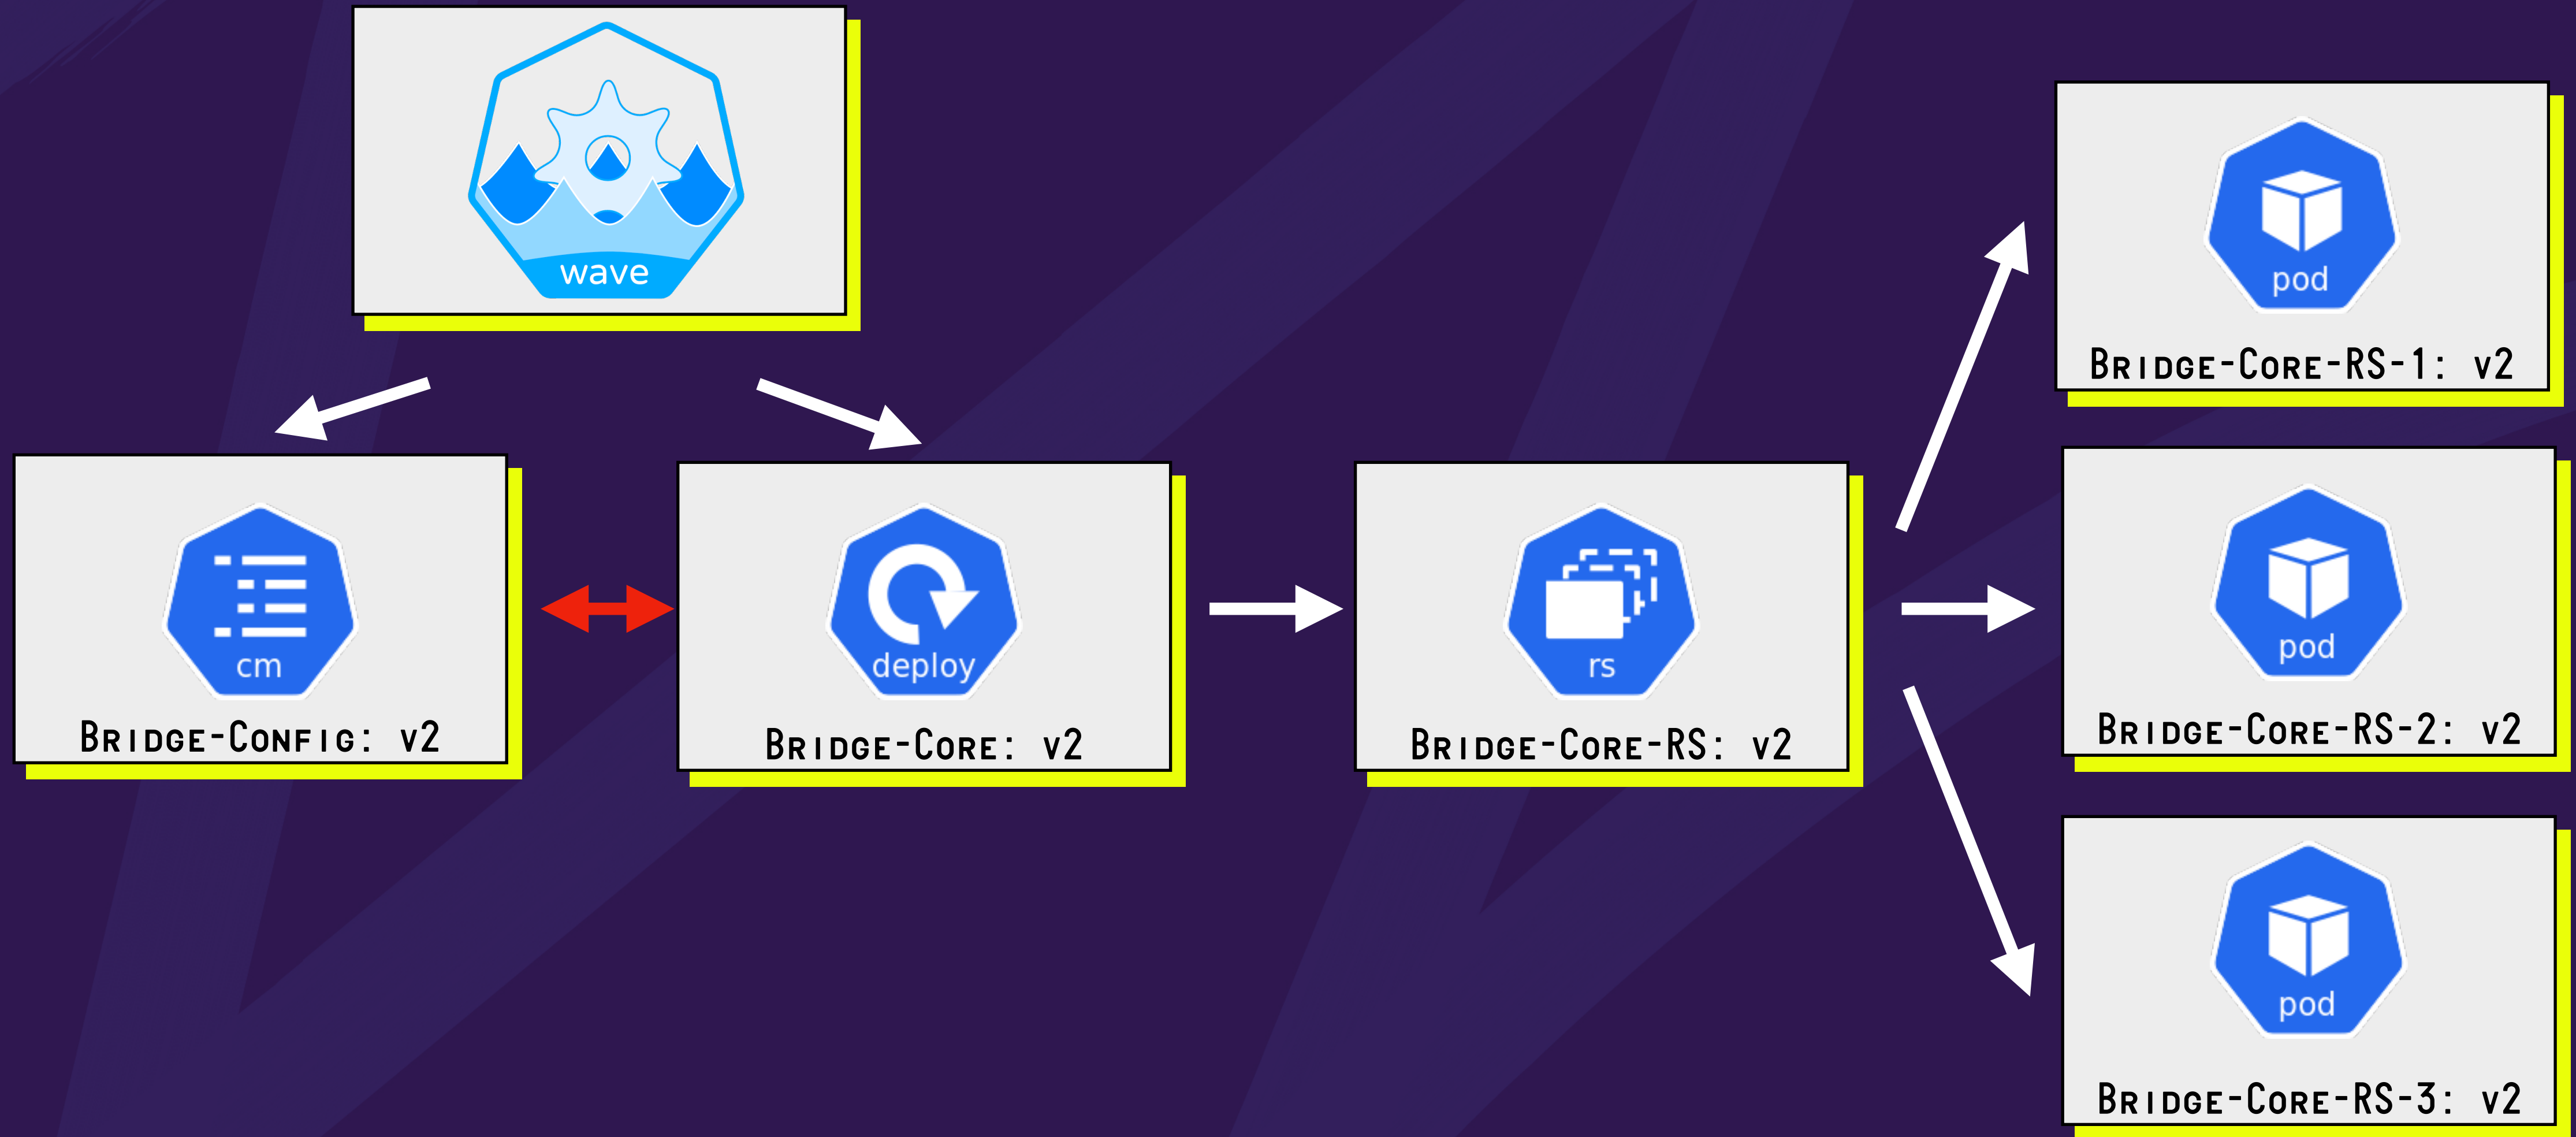 wave
cm
Bridge-Config: v2
deploy
Bridge-Core: v2
rs
Bridge-Core-RS: v2
pod
Bridge-Core-RS-1: v2
pod
Bridge-Core-RS-2: v2
pod
Bridge-Core-RS-3: v2